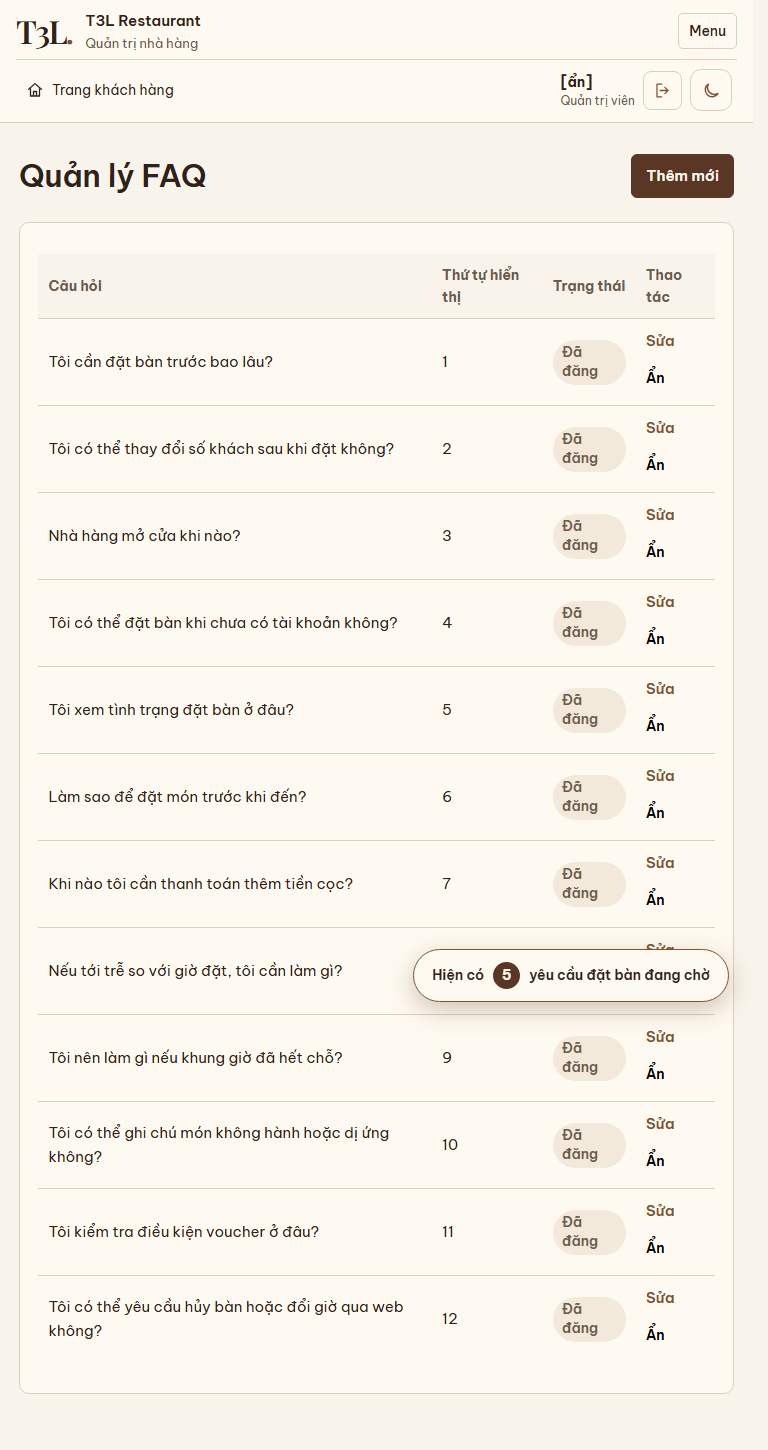 T3L.
T3L Restaurant
Quản trị nhà hàng
Menu
Trang khách hàng
[ẩn]
Quản trị viên
Quản lý FAQ
Thêm mới
Câu hỏi
Thứ tự hiển
thị
Trạng thái
Thao
tác
Tôi cần đặt bàn trước bao lâu?
1
Đã
đăng
Sửa
Ẩn
Tôi có thể thay đổi số khách sau khi đặt không?
2
Đã
đăng
Sửa
Ẩn
Nhà hàng mở cửa khi nào?
3
Đã
đăng
Sửa
Ẩn
Tôi có thể đặt bàn khi chưa có tài khoản không?
4
Đã
đăng
Sửa
Ẩn
Tôi xem tình trạng đặt bàn ở đâu?
5
Đã
đăng
Sửa
Ẩn
Làm sao để đặt món trước khi đến?
6
Đã
đăng
Sửa
Ẩn
Khi nào tôi cần thanh toán thêm tiền cọc?
7
Đã
đăng
Sửa
Ẩn
Nếu tới trễ so với giờ đặt, tôi cần làm gì?
Hiện có 5 yêu cầu đặt bàn đang chờ
Tôi nên làm gì nếu khung giờ đã hết chỗ?
9
Đã
đăng
Sửa
Ẩn
Tôi có thể ghi chú món không hành hoặc dị ứng
không?
10
Đã
đăng
Sửa
Ẩn
Tôi kiểm tra điều kiện voucher ở đâu?
11
Đã
đăng
Sửa
Ẩn
Tôi có thể yêu cầu hủy bàn hoặc đổi giờ qua web
không?
12
Đã
đăng
Sửa
Ẩn